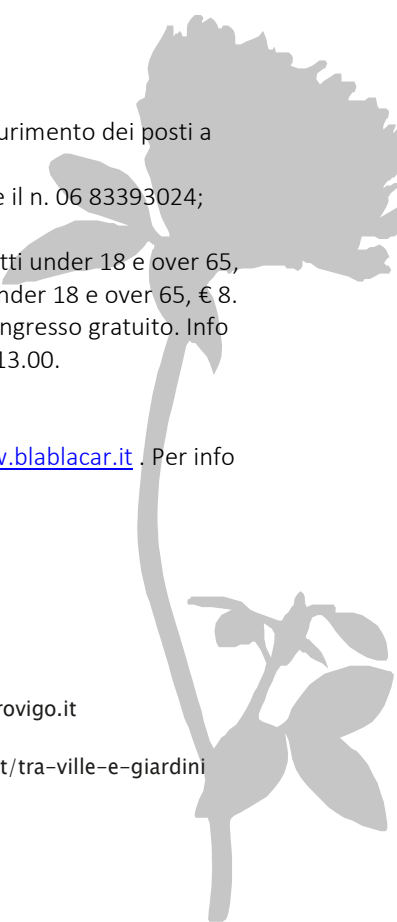 urimento dei posti a
e il n. 06 83393024;
tti under 18 e over 65,
nder 18 e over 65, € 8.
ngresso gratuito. Info
13.00.
w.blablacar.it . Per info
rovigo.it
t/tra-ville-e-giardini